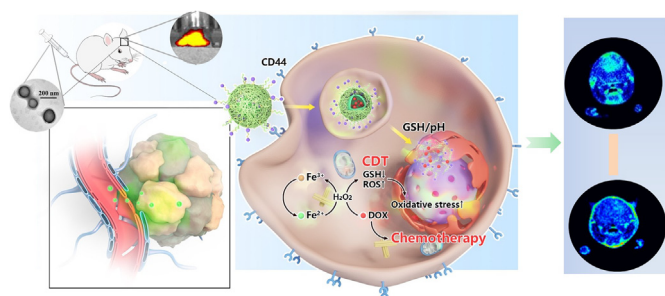 200 nm
CD44
GSH/pH
CDT
Fe³⁺
GSH↓
ROS↑
H₂O₂
Oxidative stress↑
Fe²⁺
DOX
Chemotherapy